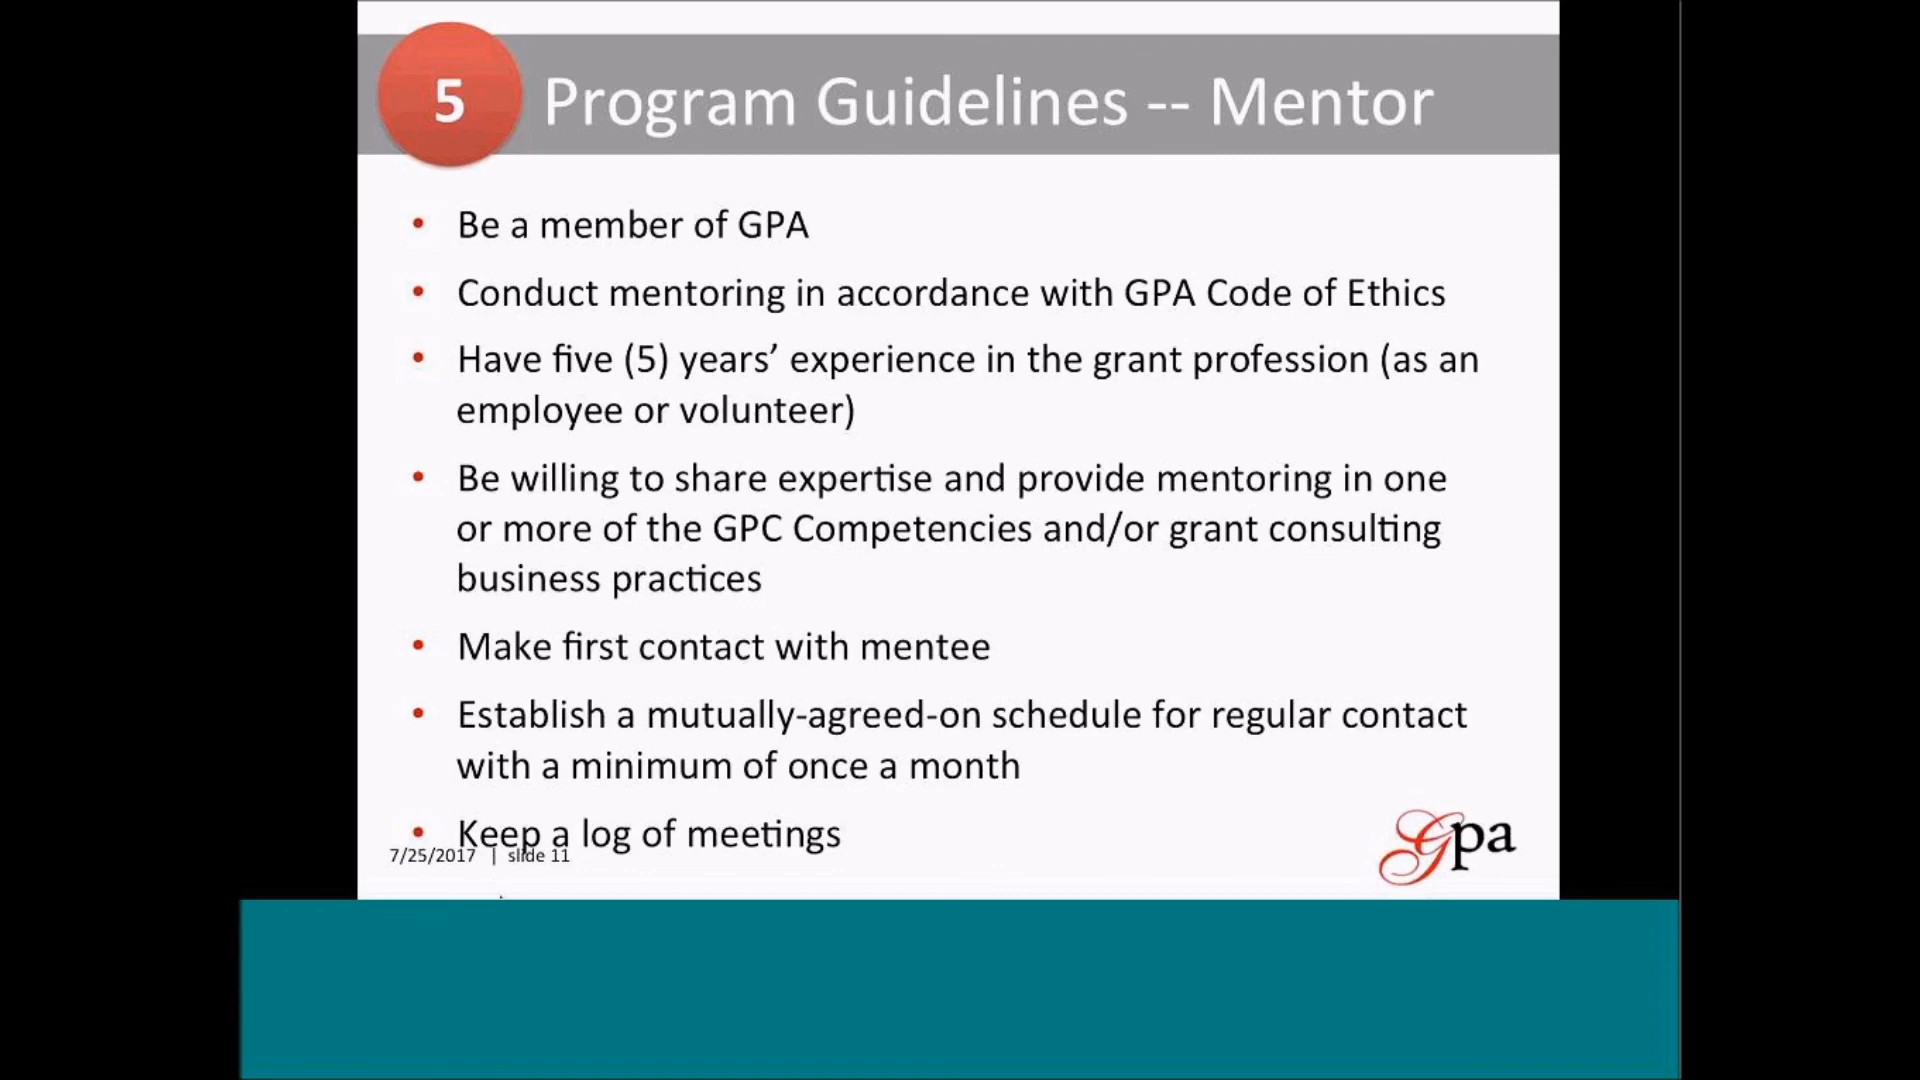 5
Program Guidelines -- Mentor
• Be a member of GPA
• Conduct mentoring in accordance with GPA Code of Ethics
• Have five (5) years’ experience in the grant profession (as an
employee or volunteer)
• Be willing to share expertise and provide mentoring in one
or more of the GPC Competencies and/or grant consulting
business practices
• Make first contact with mentee
• Establish a mutually-agreed-on schedule for regular contact
with a minimum of once a month
• Keep a log of meetings
7/25/2017 | slide 11
Gpa